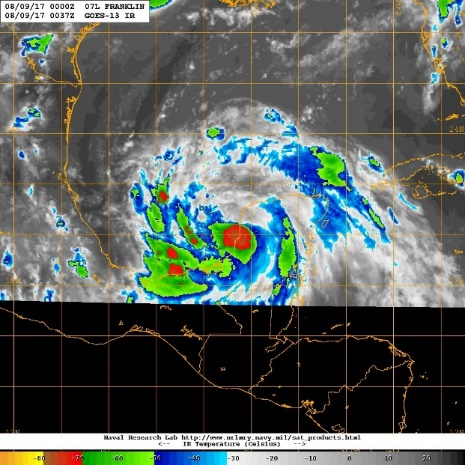 08/09/17 0000Z 07L FRANKLIN
08/09/17 0037Z GOES-13 IR
24N
Naval Research Lab http://www.nrlmry.navy.mil/sat_products.html
<-- IR Temperature (Celsius) -->
-80 -70 -60 -50 -40 -30 -20 -10 0 10 20